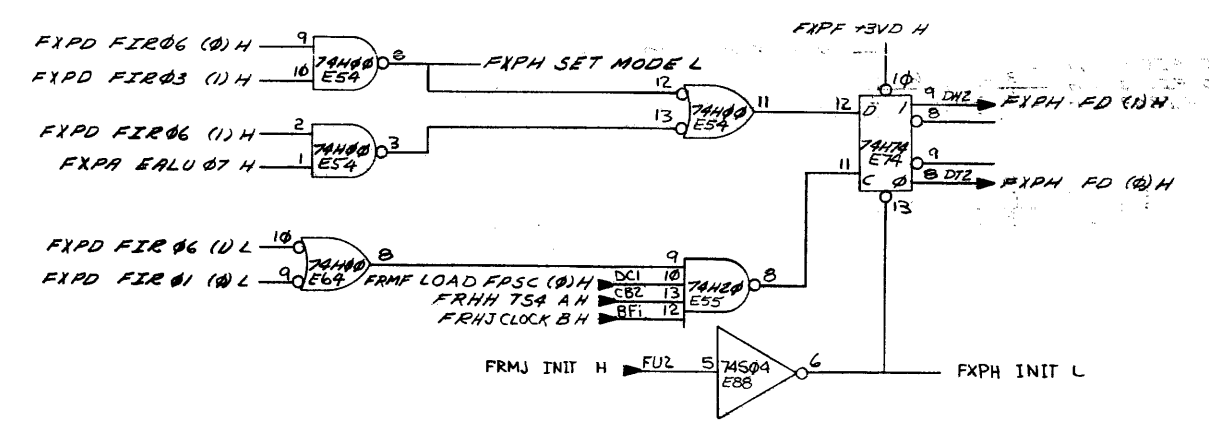 FXPF +3VD H
FXPD FIRØ6 (Ø) H 9
74HØØ
E54
8
FXPH SET MODE L
FXPD FIRØ3 (1) H 10
12
74HØØ
E54
11
13
FXPD FIRØ6 (1) H 2
74HØØ
E54
3
FXPA EALU Ø7 H 1
10
12 D 1 9 DH2 FXPH FD (1) H
8
74H74
E74
9
11 C Ø 8 DT2 FXPH FD (Ø) H
13
FXPD FIR Ø6 (1) L 10
74HØØ
E64
8
FXPD FIR Ø1 (Ø) L 9
9
FRMF LOAD FPSC (Ø) H DC1 10
FRHH TS4 A H CB2 13
FRHJ CLOCK B H BF1 12
74H2Ø
E55
8
FRMJ INIT H FU2 5
74SØ4
E88
6
FXPH INIT L